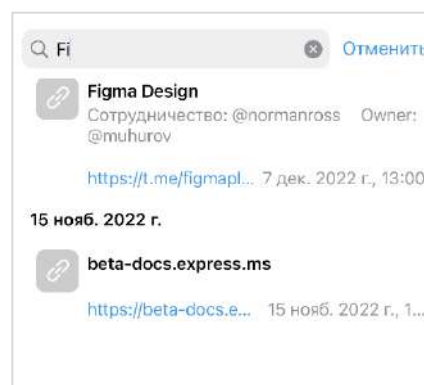 Fi Отменить
Figma Design
Сотрудничество: @normanross Owner:
@muhurov
https://t.me/figmapl... 7 дек. 2022 г., 13:00
15 нояб. 2022 г.
beta-docs.express.ms
https://beta-docs.e... 15 нояб. 2022 г., 1...